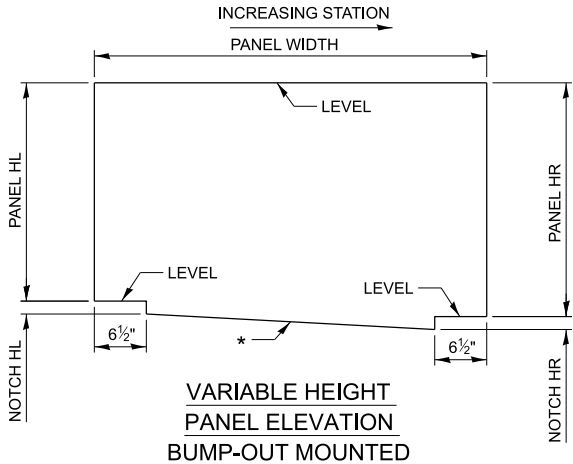 INCREASING STATION
PANEL WIDTH
LEVEL
PANEL HL
PANEL HR
LEVEL
LEVEL
6½"
*
6½"
NOTCH HL
NOTCH HR
VARIABLE HEIGHT
PANEL ELEVATION
BUMP-OUT MOUNTED